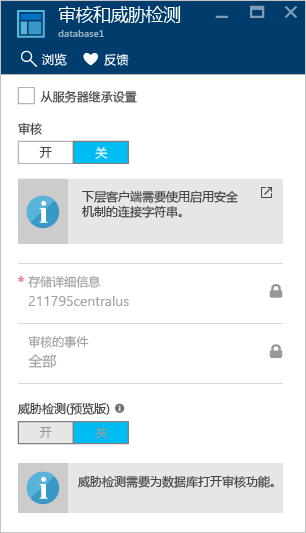 审核和威胁检测
database1
浏览 反馈
从服务器继承设置
审核
开 关
下层客户端需要使用启用安全
机制的连接字符串。
* 存储详细信息
211795centralus
审核的事件
全部
威胁检测(预览版)
开 关
威胁检测需要为数据库打开审核功能。